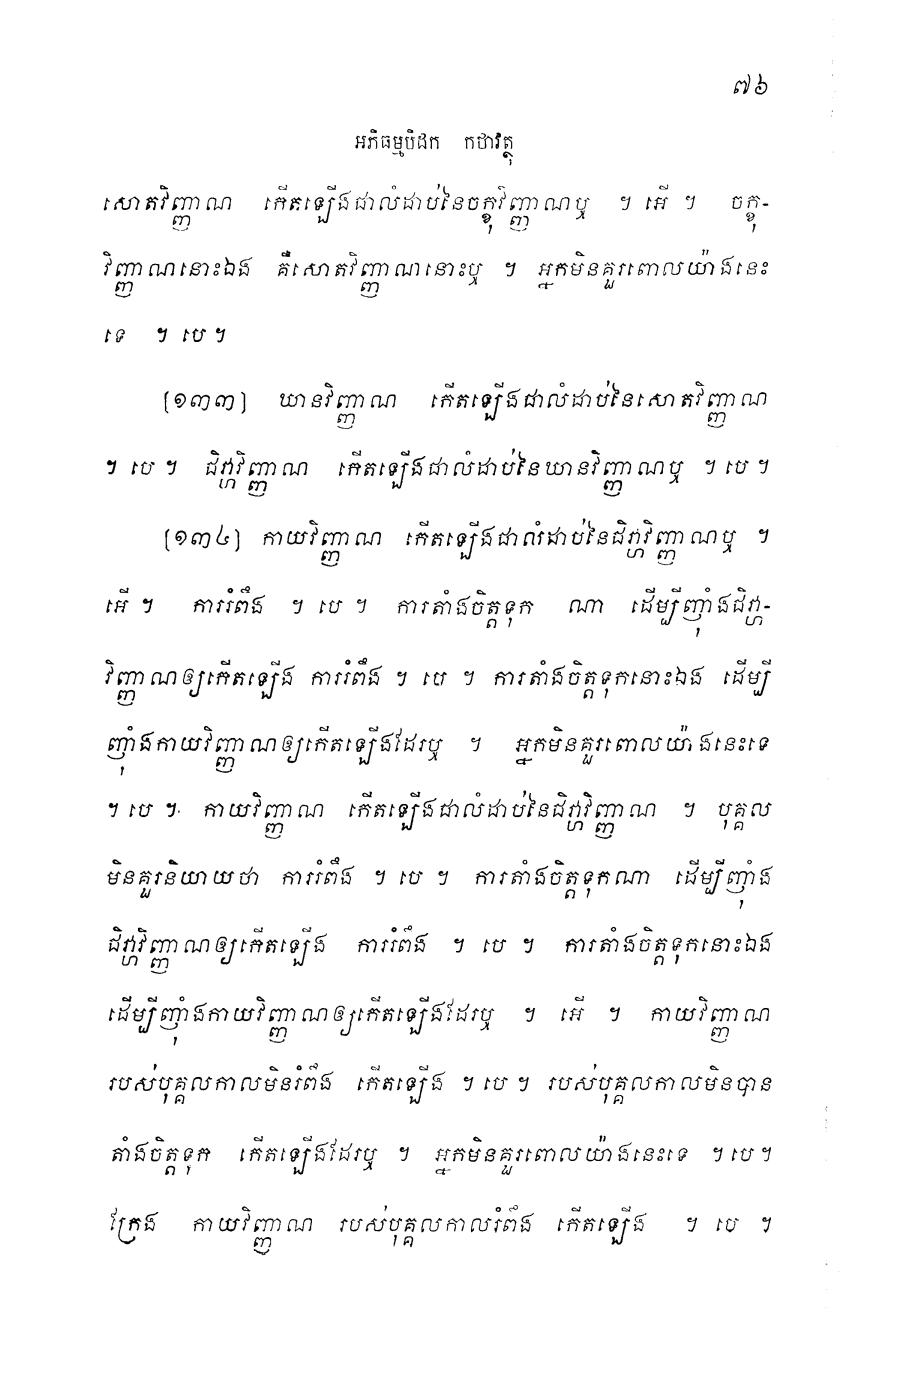 ៧៦
អភិធម្មបិដក កថាវត្ថុ
សោតវិញ្ញាណ កើតឡើងជាលំដាប់នៃចក្ខុវិញ្ញាណឬ ។ អើ ។ ចក្ខុ-
វិញ្ញាណនោះឯង គឺសោតវិញ្ញាណនោះឬ ។ អ្នកមិនគួរពោលយ៉ាងនេះ
ទេ ។ បេ ។
(១៣៣) ឃានវិញ្ញាណ កើតឡើងជាលំដាប់នៃសោតវិញ្ញាណ
។ បេ ។ ជិវ្ហាវិញ្ញាណ កើតឡើងជាលំដាប់នៃឃានវិញ្ញាណឬ ។ បេ ។
(១៣៤) កាយវិញ្ញាណ កើតឡើងជាលំដាប់នៃជិវ្ហាវិញ្ញាណឬ ។
អើ ។ ការរំពឹង ។ បេ ។ ការតាំងចិត្តទុក ណា ដើម្បីញុំាងជិវ្ហា-
វិញ្ញាណឲ្យកើតឡើង ការរំពឹង ។ បេ ។ ការតាំងចិត្តទុកនោះឯង ដើម្បី
ញុំាងកាយវិញ្ញាណឲ្យកើតឡើងដែរឬ ។ អ្នកមិនគួរពោលយ៉ាងនេះទេ
។ បេ ។ កាយវិញ្ញាណ កើតឡើងជាលំដាប់នៃជិវ្ហាវិញ្ញាណ ។ បុគ្គល
មិនគួរនិយាយថា ការរំពឹង ។ បេ ។ ការតាំងចិត្តទុកណា ដើម្បីញុំាង
ជិវ្ហាវិញ្ញាណឲ្យកើតឡើង ការរំពឹង ។ បេ ។ ការតាំងចិត្តទុកនោះឯង
ដើម្បីញុំាងកាយវិញ្ញាណឲ្យកើតឡើងដែរឬ ។ អើ ។ កាយវិញ្ញាណ
របស់បុគ្គលកាលមិនរំពឹង កើតឡើង ។ បេ ។ របស់បុគ្គលកាលមិនបាន
តាំងចិត្តទុក កើតឡើងដែរឬ ។ អ្នកមិនគួរពោលយ៉ាងនេះទេ ។ បេ ។
ក្រែង កាយវិញ្ញាណ របស់បុគ្គលកាលរំពឹង កើតឡើង ។ បេ ។